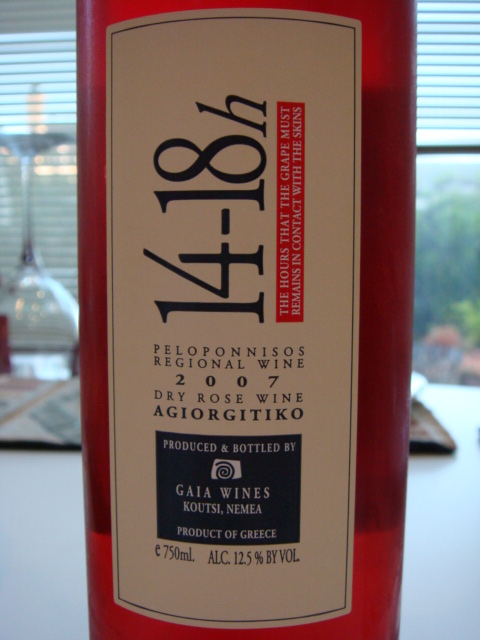 14-18h
THE HOURS THAT THE GRAPE MUST
REMAINS IN CONTACT WITH THE SKINS
PELOPONNISOS
REGIONAL WINE
2007
DRY ROSE WINE
AGIORGITIKO
PRODUCED & BOTTLED BY
GAIA WINES
KOUTSI, NEMEA
PRODUCT OF GREECE
e 750ml. ALC. 12.5 % BY VOL.